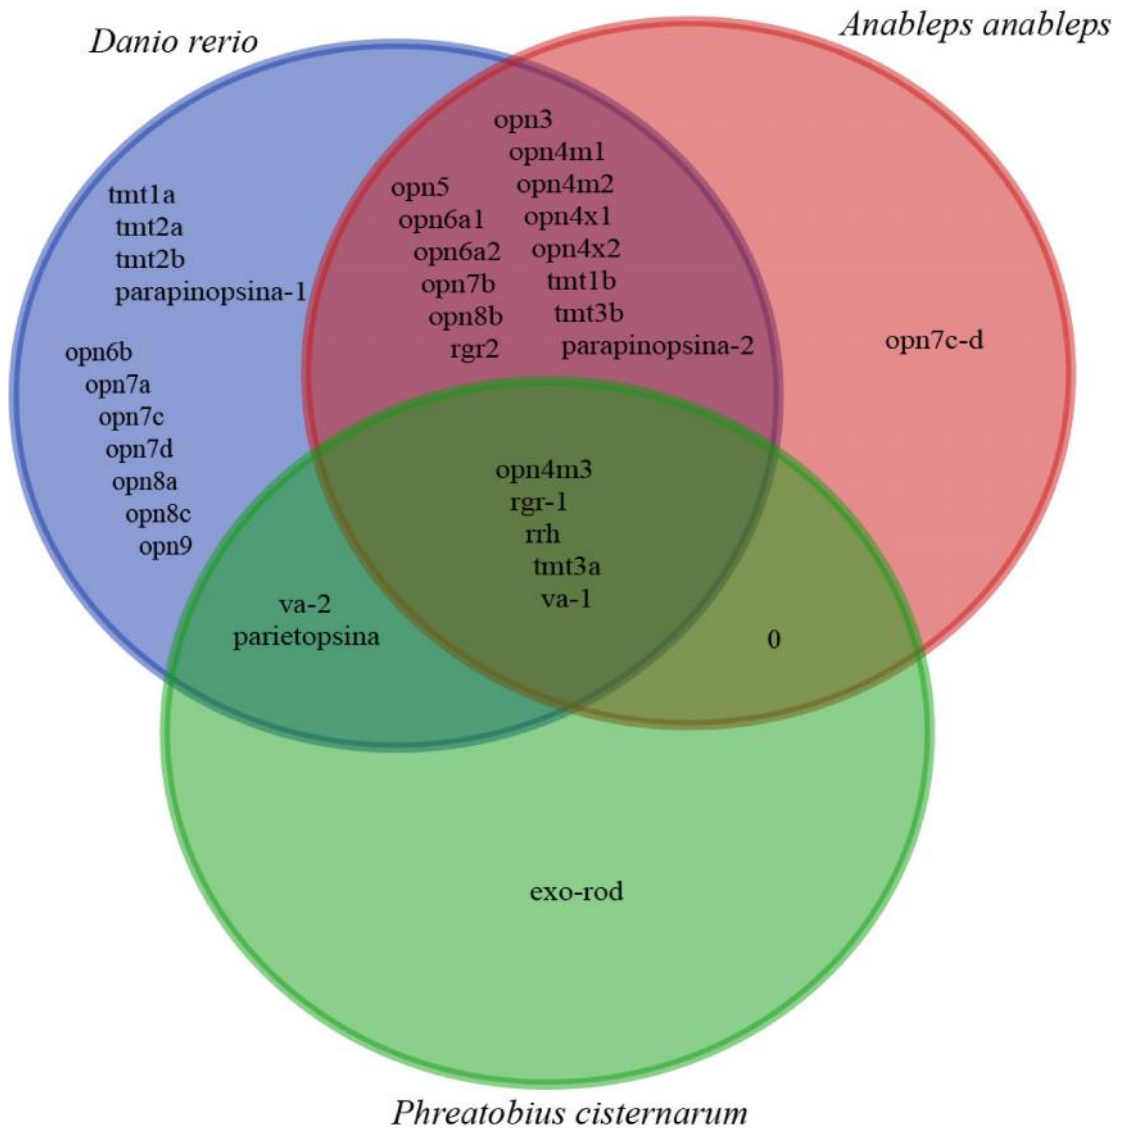 Danio rerio
Anableps anableps
tmt1a
tmt2a
tmt2b
parapinopsina-1
opn6b
opn7a
opn7c
opn7d
opn8a
opn8c
opn9
opn5
opn6a1
opn6a2
opn7b
opn8b
rgr2
opn3
opn4m1
opn4m2
opn4x1
opn4x2
tmt1b
tmt3b
parapinopsina-2
opn7c-d
opn4m3
rgr-1
rrh
tmt3a
va-1
va-2
parietopsina
0
exo-rod
Phreatobius cisternarum